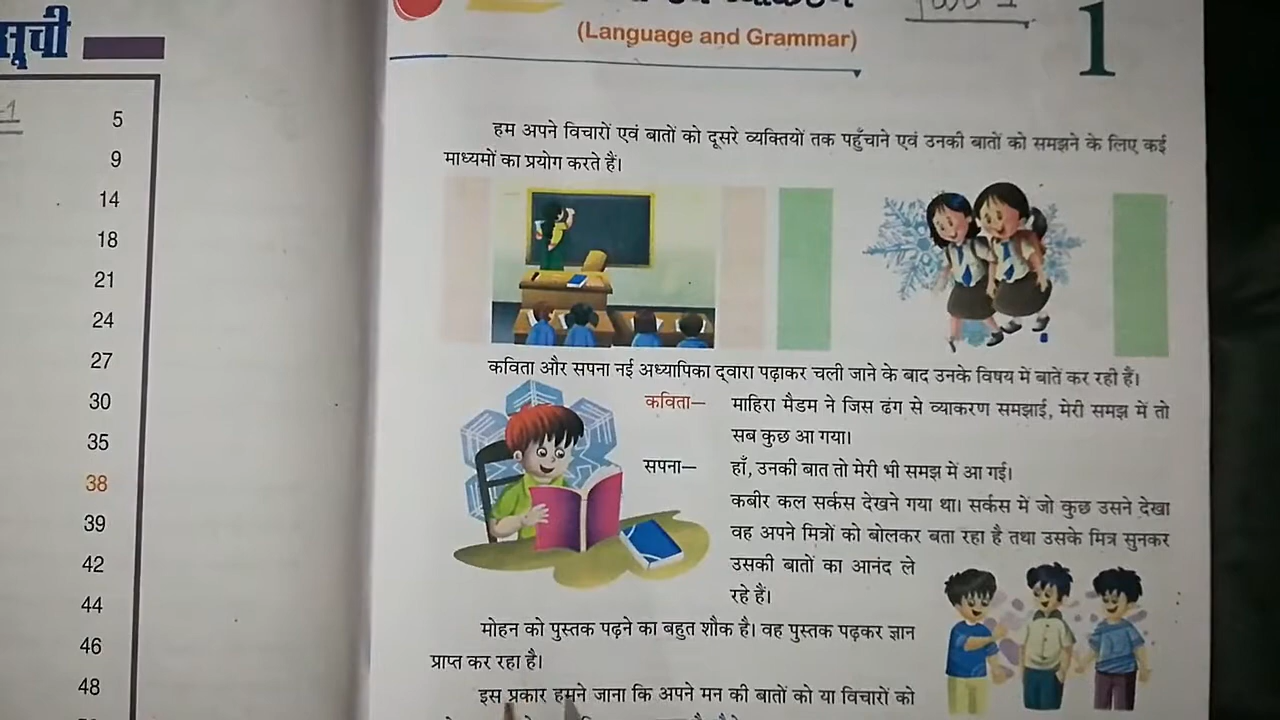 सूची
5
9
14
18
21
24
27
30
35
38
39
42
44
46
48
(Language and Grammar)
1
हम अपने विचारों एवं बातों को दूसरे व्यक्तियों तक पहुँचाने एवं उनकी बातों को समझने के लिए कई
माध्यमों का प्रयोग करते हैं।
कविता और सपना नई अध्यापिका द्वारा पढ़ाकर चली जाने के बाद उनके विषय में बातें कर रही हैं।
कविता— माहिरा मैडम ने जिस ढंग से व्याकरण समझाई, मेरी समझ में तो
सब कुछ आ गया।
सपना— हाँ, उनकी बात तो मेरी भी समझ में आ गई।
कबीर कल सर्कस देखने गया था। सर्कस में जो कुछ उसने देखा
वह अपने मित्रों को बोलकर बता रहा है तथा उसके मित्र सुनकर
उसकी बातों का आनंद ले
रहे हैं।
मोहन को पुस्तक पढ़ने का बहुत शौक है। वह पुस्तक पढ़कर ज्ञान
प्राप्त कर रहा है।
इस प्रकार हमने जाना कि अपने मन की बातों को या विचारों को